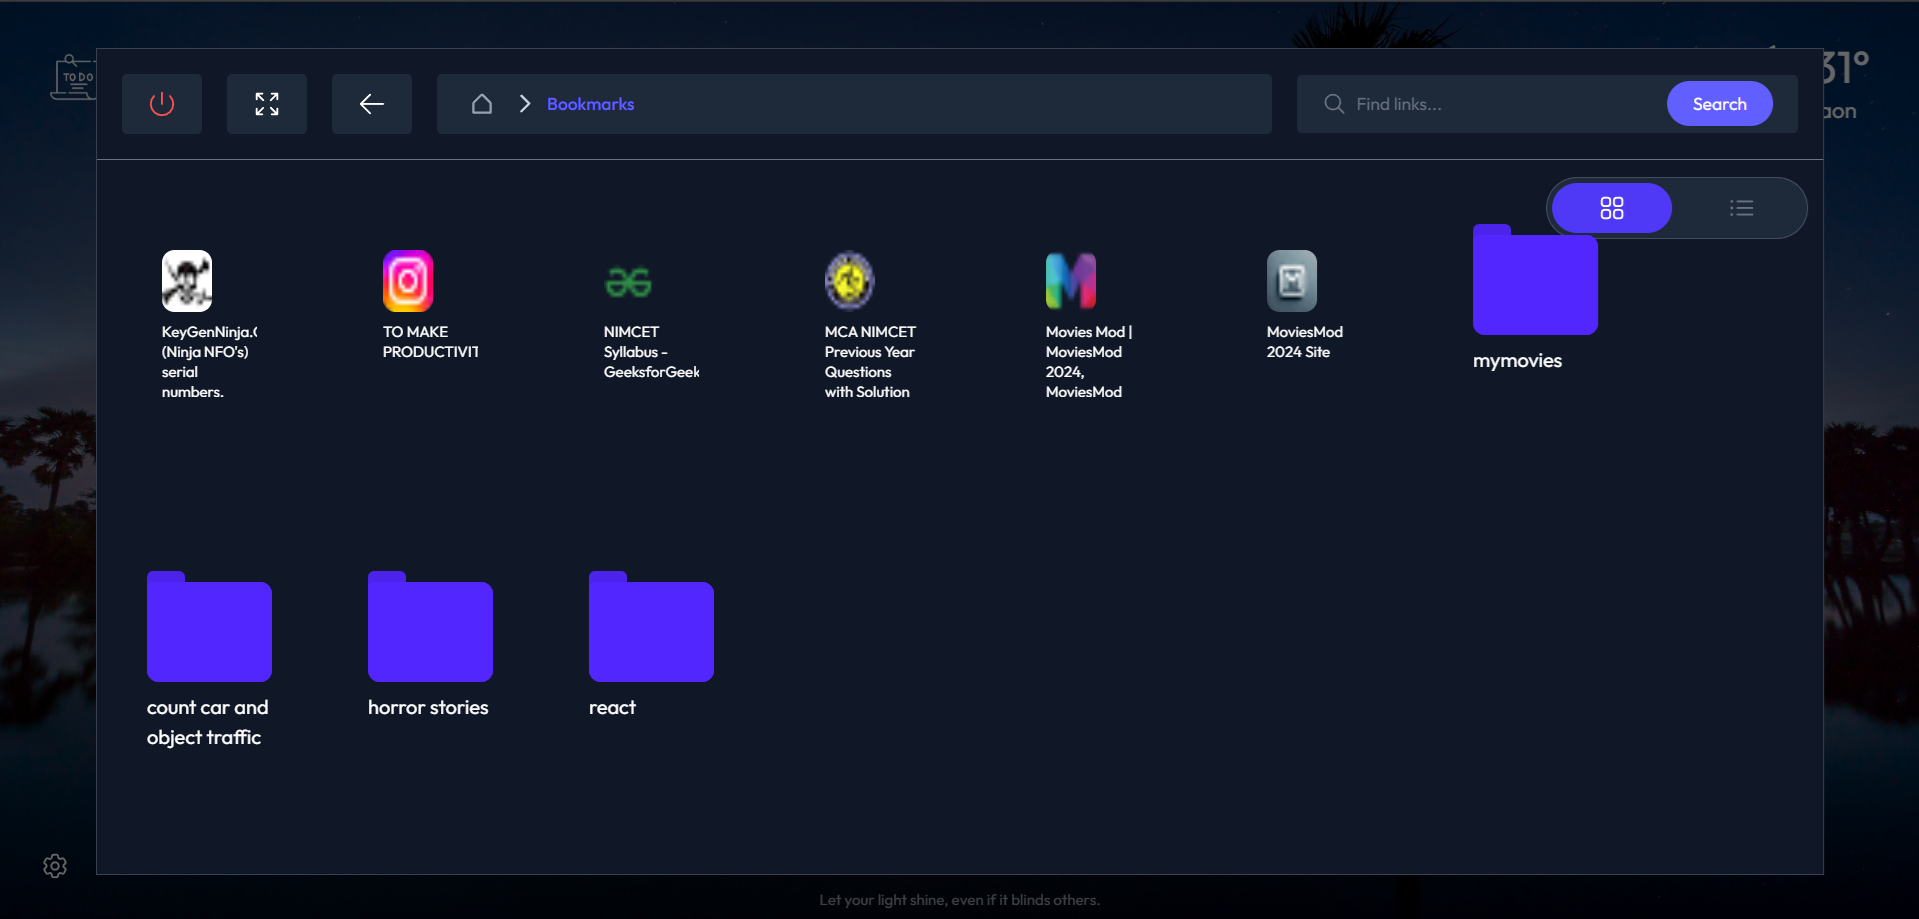 TO DO
31°
Bookmarks
Find links...
Search
KeyGenNinja.
(Ninja NFO's)
serial
numbers.
TO MAKE
PRODUCTIVIT
NIMCET
Syllabus -
GeeksforGeek
MCA NIMCET
Previous Year
Questions
with Solution
Movies Mod |
MoviesMod
2024,
MoviesMod
MoviesMod
2024 Site
mymovies
count car and
object traffic
horror stories
react
Let your light shine, even if it blinds others.